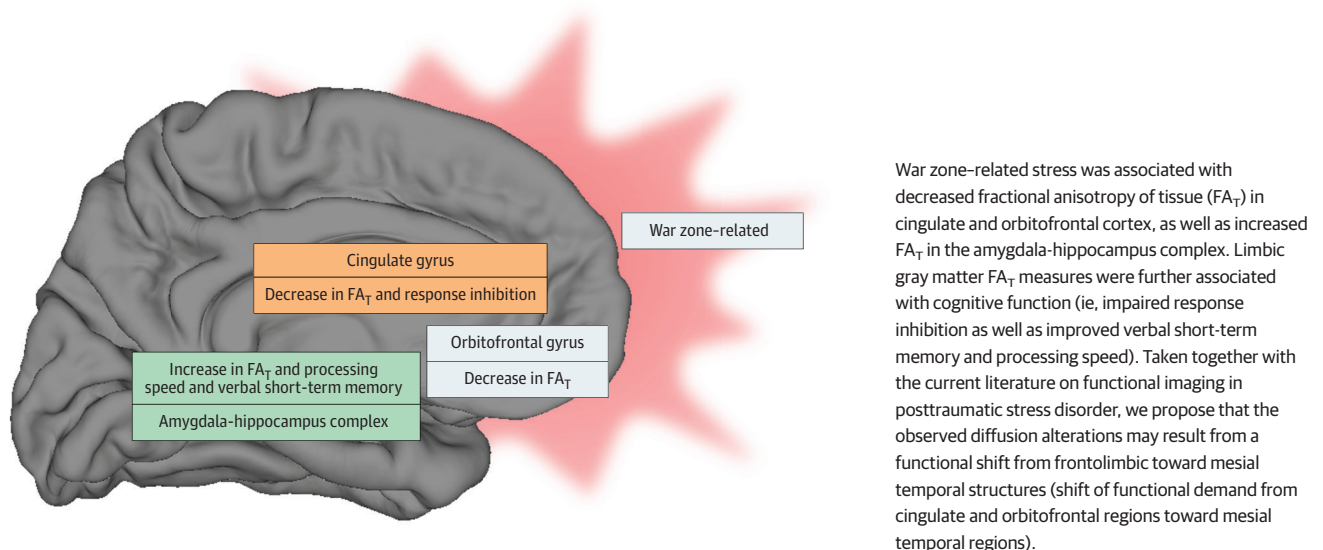 War zone–related
Cingulate gyrus
Decrease in FAT and response inhibition
Orbitofrontal gyrus
Decrease in FAT
Increase in FAT and processing
speed and verbal short-term memory
Amygdala-hippocampus complex
War zone–related stress was associated with
decreased fractional anisotropy of tissue (FAT) in
cingulate and orbitofrontal cortex, as well as increased
FAT in the amygdala-hippocampus complex. Limbic
gray matter FAT measures were further associated
with cognitive function (ie, impaired response
inhibition as well as improved verbal short-term
memory and processing speed). Taken together with
the current literature on functional imaging in
posttraumatic stress disorder, we propose that the
observed diffusion alterations may result from a
functional shift from frontolimbic toward mesial
temporal structures (shift of functional demand from
cingulate and orbitofrontal regions toward mesial
temporal regions).